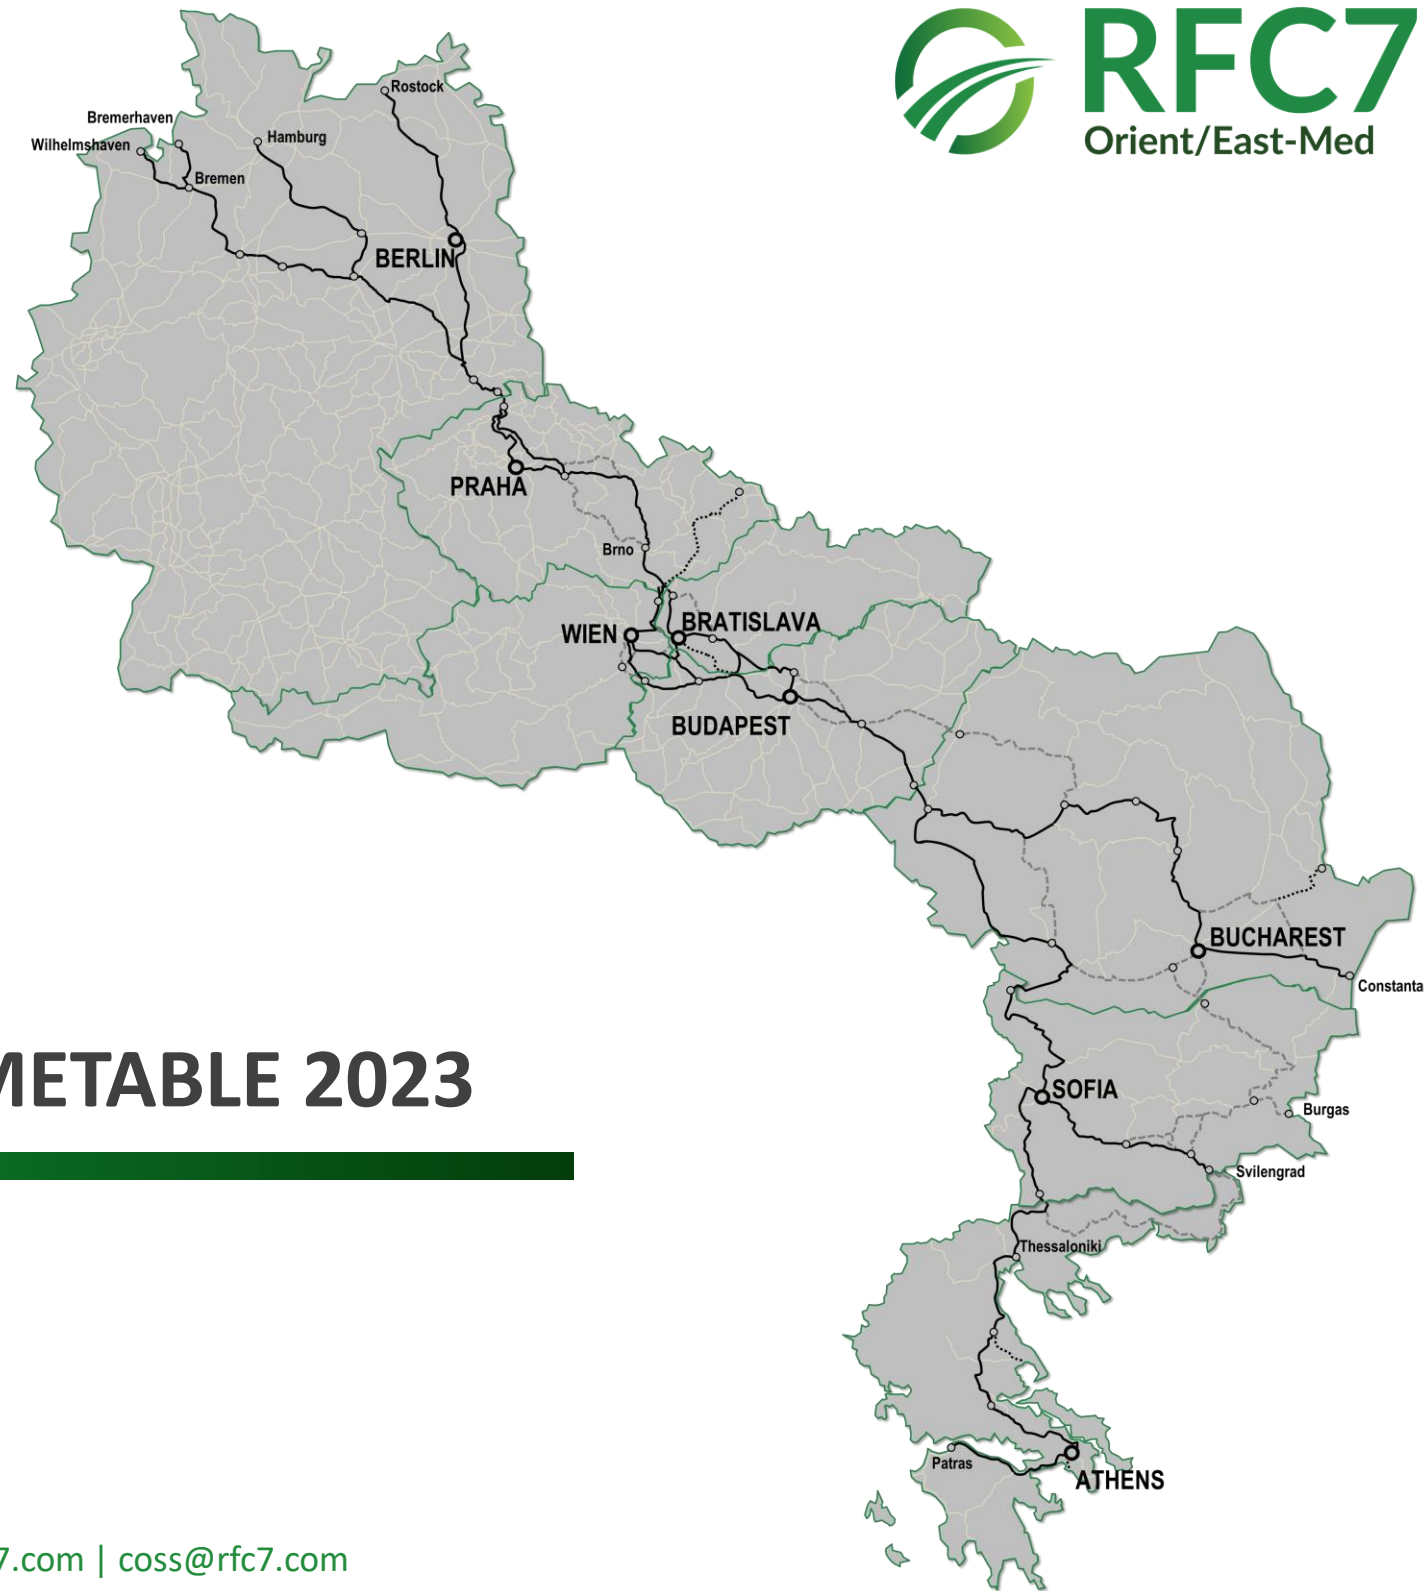 RFC7
Orient/East-Med
Rostock
Bremerhaven
Wilhelmshaven
Hamburg
Bremen
BERLIN
PRAHA
Brno
WIEN
BRATISLAVA
BUDAPEST
BUCHAREST
Constanta
METABLE 2023
SOFIA
Burgas
Svilengrad
Thessaloniki
Patras
ATHENS
7.com | coss@rfc7.com